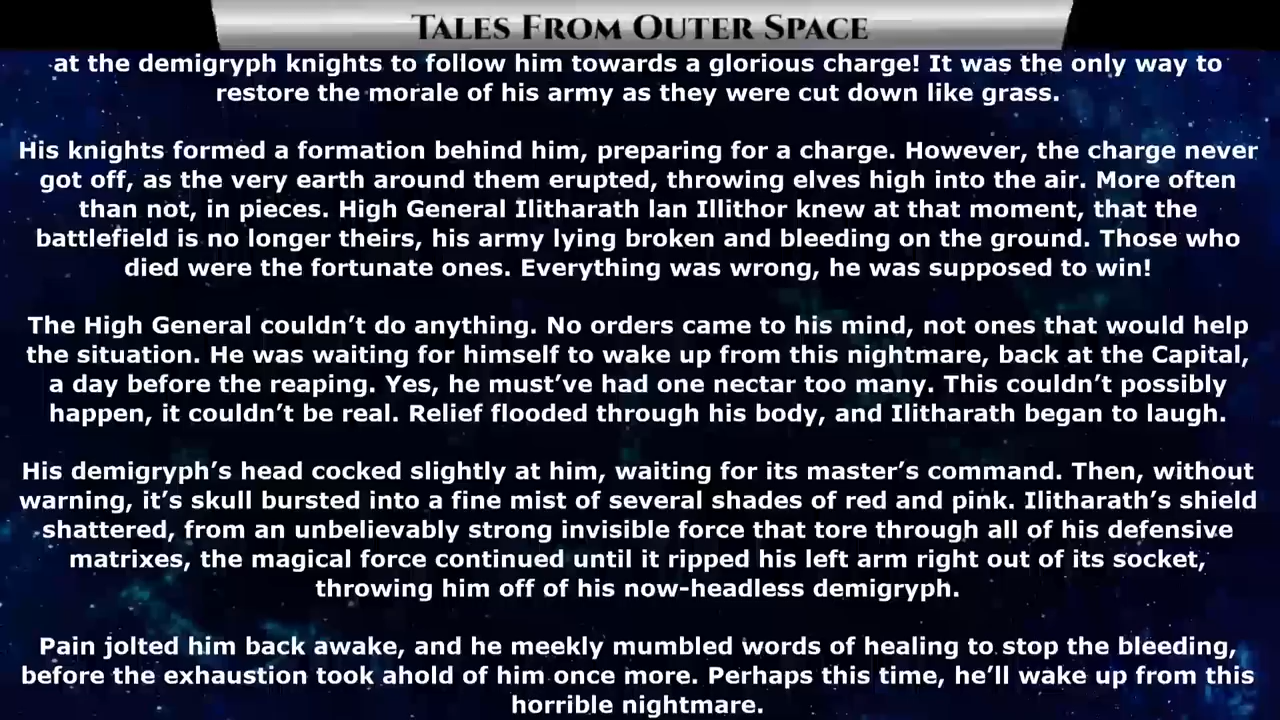 TALES FROM OUTER SPACE
at the demigryph knights to follow him towards a glorious charge! It was the only way to
restore the morale of his army as they were cut down like grass.
His knights formed a formation behind him, preparing for a charge. However, the charge never
got off, as the very earth around them erupted, throwing elves high into the air. More often
than not, in pieces. High General Ilitharath lan Illithor knew at that moment, that the
battlefield is no longer theirs, his army lying broken and bleeding on the ground. Those who
died were the fortunate ones. Everything was wrong, he was supposed to win!
The High General couldn’t do anything. No orders came to his mind, not ones that would help
the situation. He was waiting for himself to wake up from this nightmare, back at the Capital,
a day before the reaping. Yes, he must’ve had one nectar too many. This couldn’t possibly
happen, it couldn’t be real. Relief flooded through his body, and Ilitharath began to laugh.
His demigryph’s head cocked slightly at him, waiting for its master’s command. Then, without
warning, it’s skull bursted into a fine mist of several shades of red and pink. Ilitharath’s shield
shattered, from an unbelievably strong invisible force that tore through all of his defensive
matrixes, the magical force continued until it ripped his left arm right out of its socket,
throwing him off of his now-headless demigryph.
Pain jolted him back awake, and he meekly mumbled words of healing to stop the bleeding,
before the exhaustion took ahold of him once more. Perhaps this time, he’ll wake up from this
horrible nightmare.